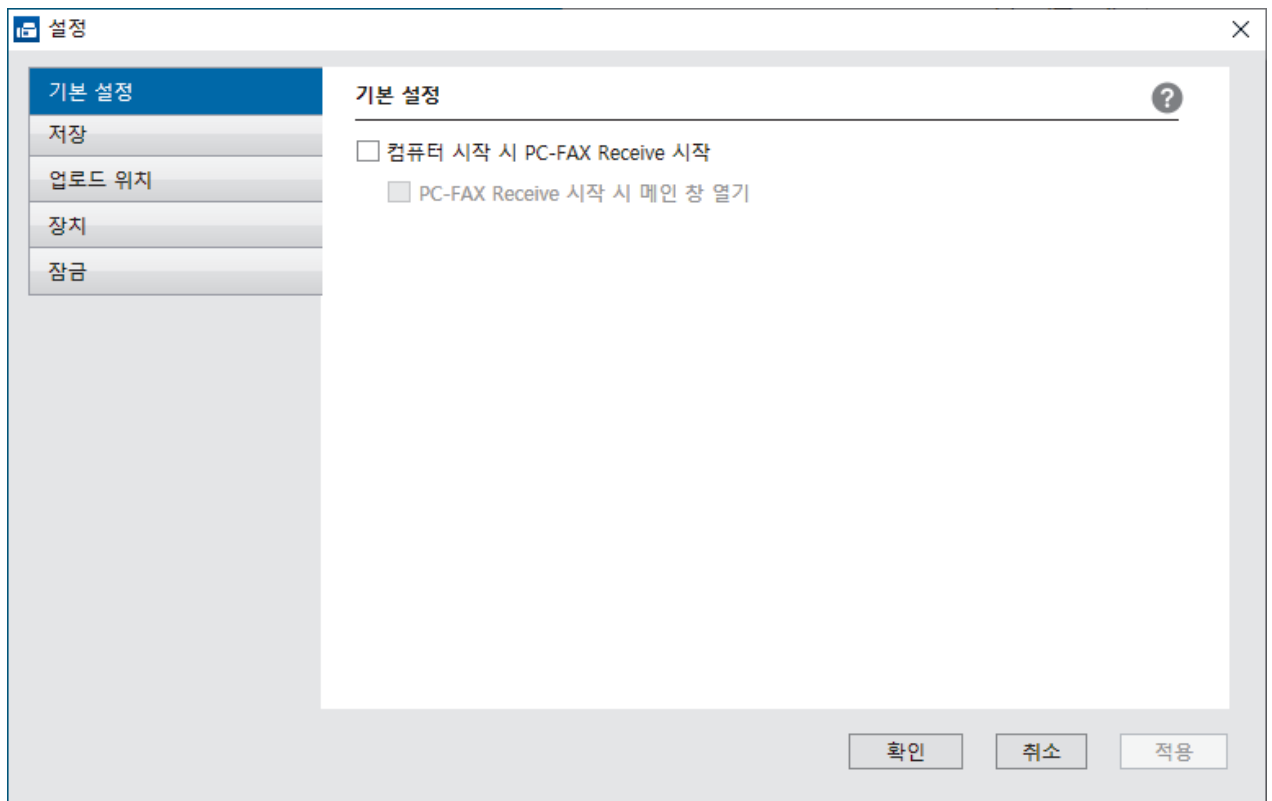 설정
기본 설정
저장
업로드 위치
장치
잠금
기본 설정
?
컴퓨터 시작 시 PC-FAX Receive 시작
PC-FAX Receive 시작 시 메인 창 열기
확인 취소 적용